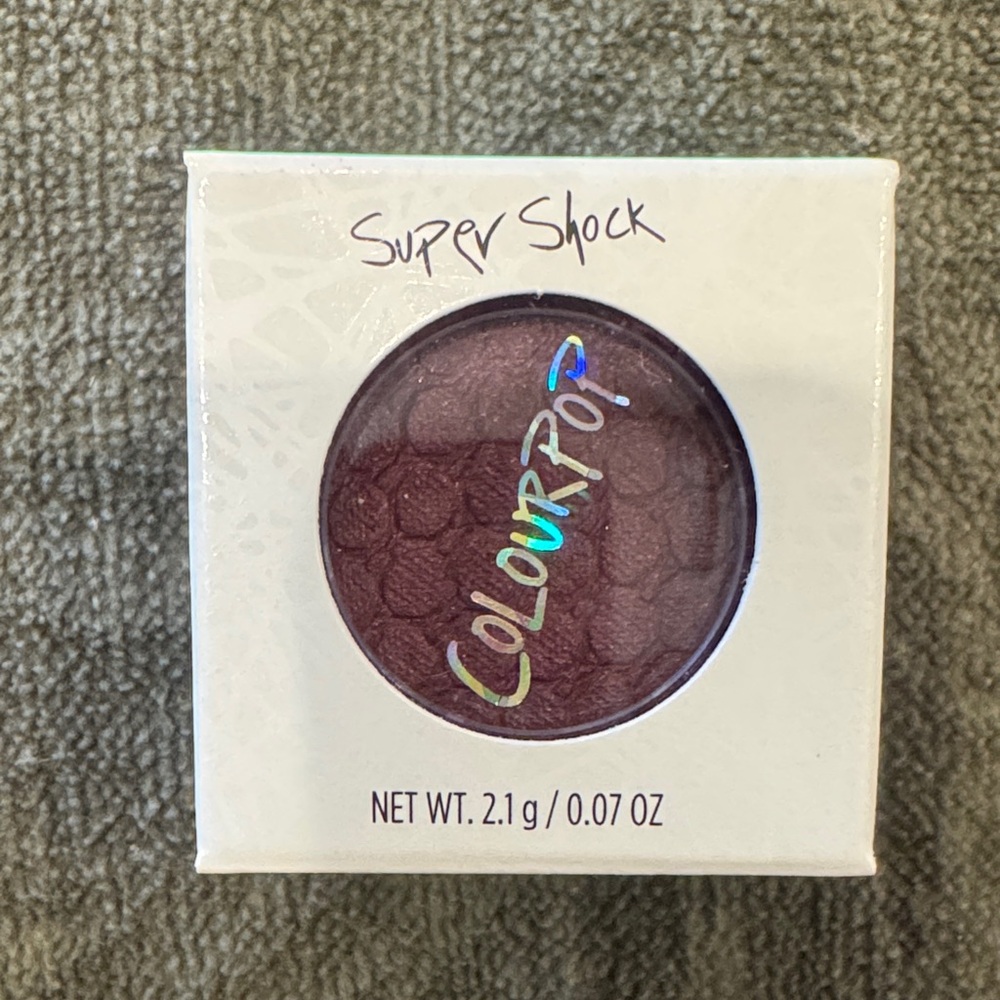 Super Shock
COLOURPOP
NET WT. 2.1 g / 0.07 OZ